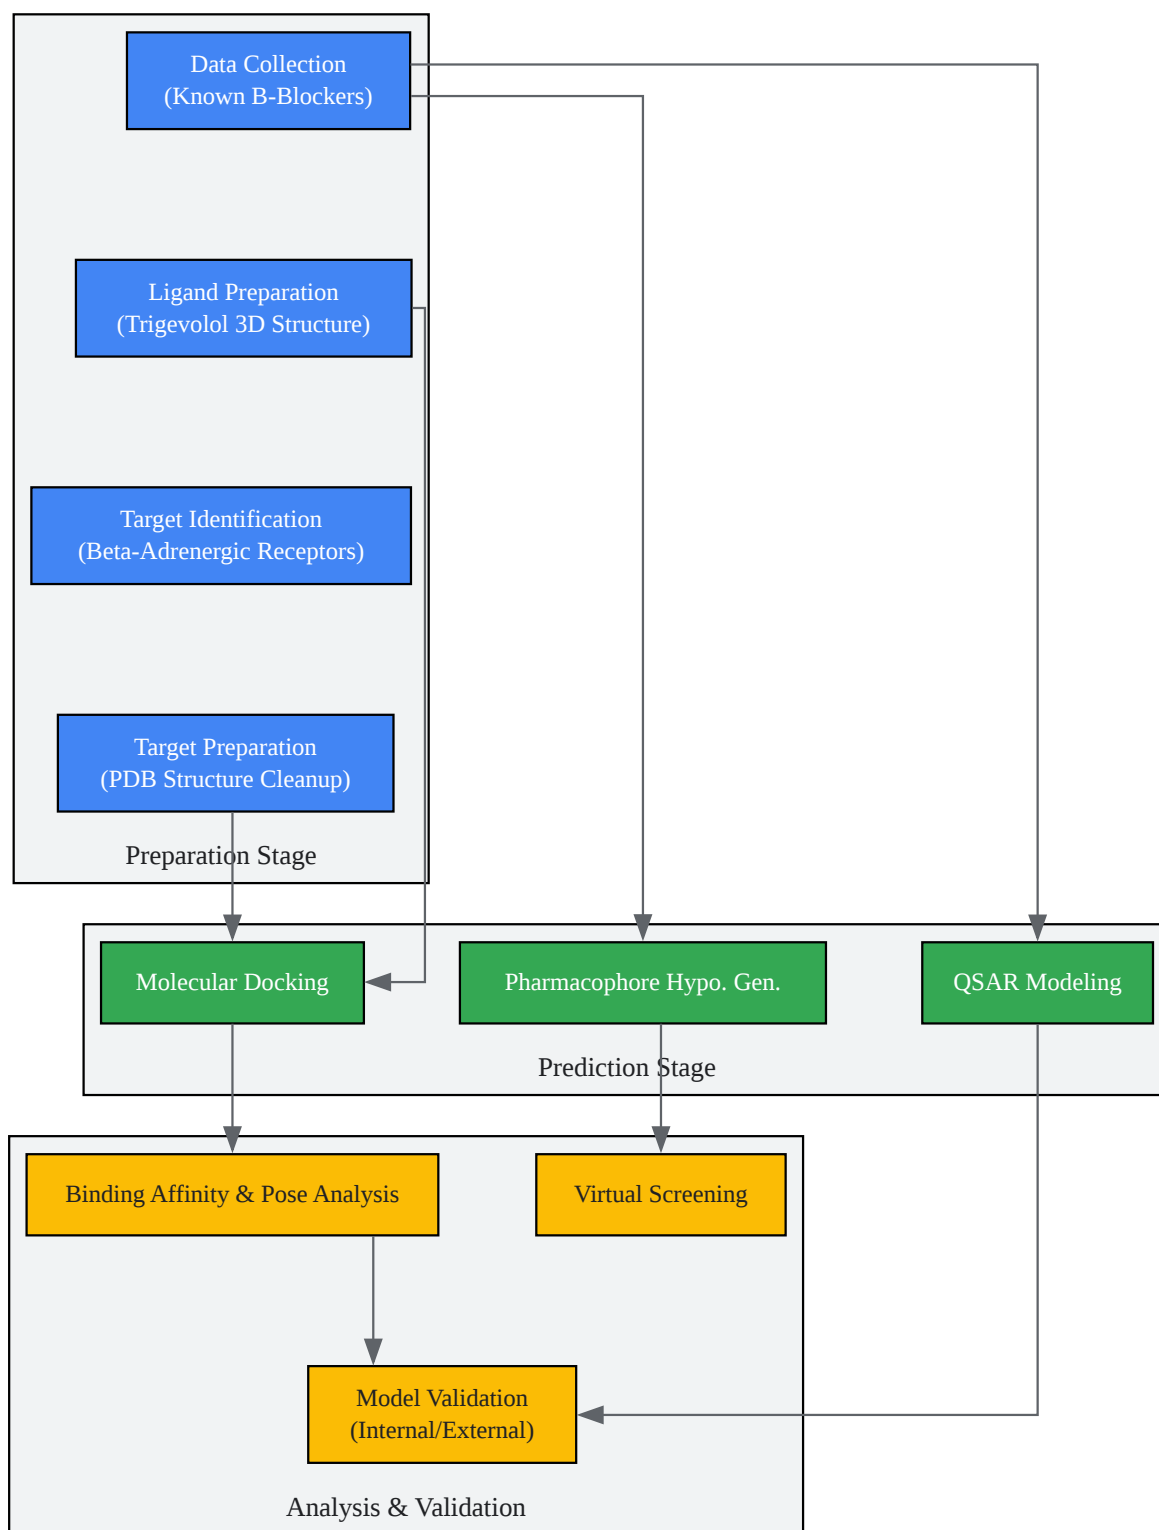 Data Collection
(Known B-Blockers)
Ligand Preparation
(Trigevolol 3D Structure)
Target Identification
(Beta-Adrenergic Receptors)
Target Preparation
(PDB Structure Cleanup)
Preparation Stage
Molecular Docking
Pharmacophore Hypo. Gen.
QSAR Modeling
Prediction Stage
Binding Affinity & Pose Analysis
Virtual Screening
Model Validation
(Internal/External)
Analysis & Validation